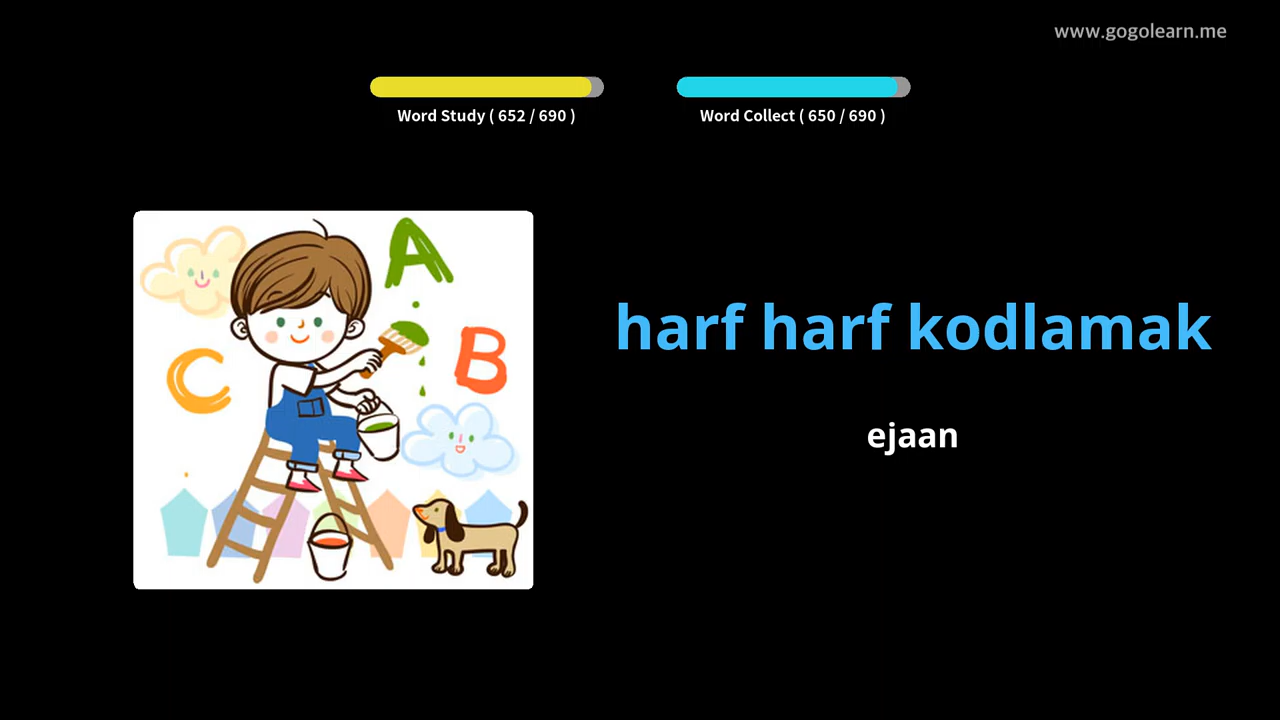 www.gogolearn.me
Word Study ( 652 / 690 )
Word Collect ( 650 / 690 )
A
B
C
harf harf kodlamak
ejaan